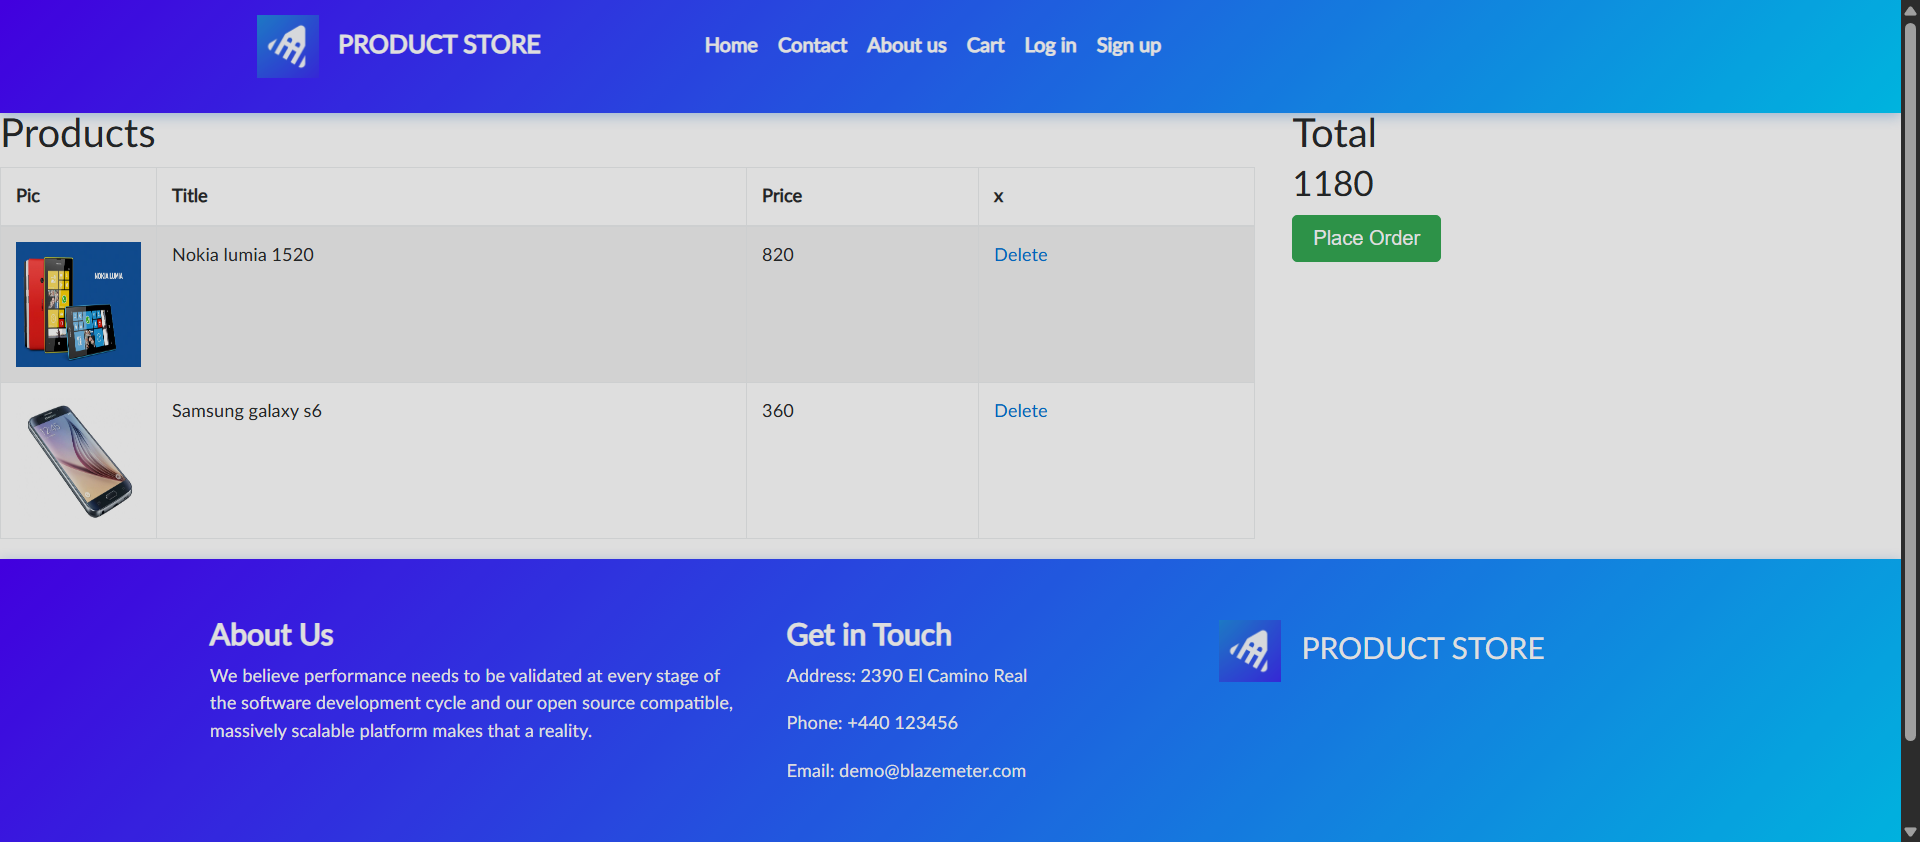 PRODUCT STORE
Home Contact About us Cart Log in Sign up
Products
Pic Title Price x
NOKIA LUMIA
Nokia lumia 1520 820 Delete
Samsung galaxy s6 360 Delete
Total
1180
Place Order
About Us
We believe performance needs to be validated at every stage of
the software development cycle and our open source compatible,
massively scalable platform makes that a reality.
Get in Touch
Address: 2390 El Camino Real
Phone: +440 123456
Email: demo@blazemeter.com
PRODUCT STORE